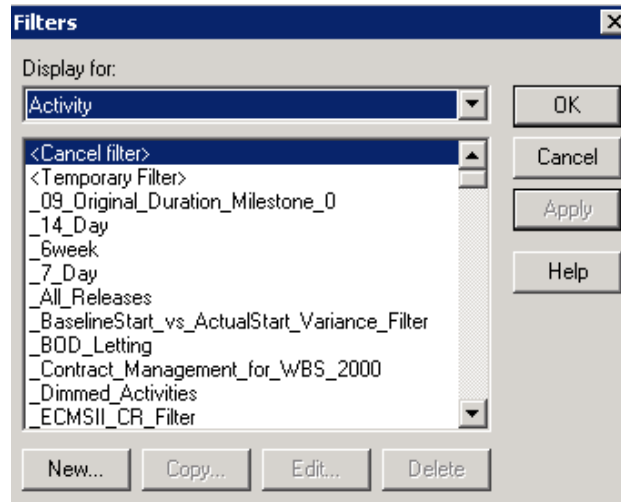 Filters
Display for:
Activity
OK
<Cancel filter>
Cancel
<Temporary Filter>
_09_Original_Duration_Milestone_0
Apply
_14_Day
_6week
_7_Day
Help
_All_Releases
_BaselineStart_vs_ActualStart_Variance_Filter
_BOD_Letting
_Contract_Management_for_WBS_2000
_Dimmed_Activities
_ECMSII_CR_Filter
New... Copy... Edit... Delete